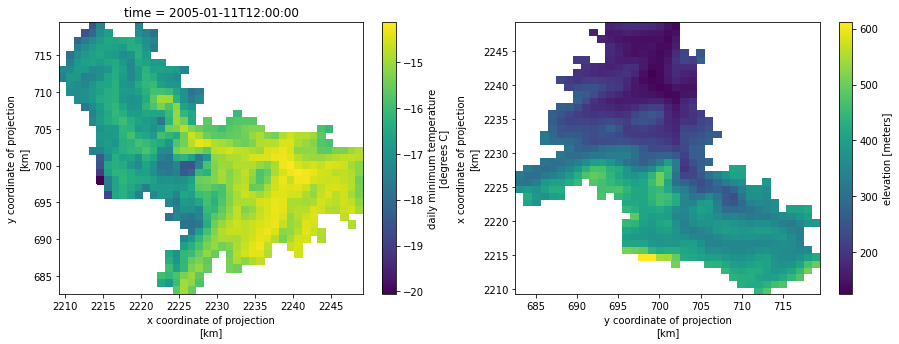 time = 2005-01-11T12:00:00
715
710
705
700
695
690
685
y coordinate of projection
[km]
2210 2215 2220 2225 2230 2235 2240 2245
x coordinate of projection
[km]
−15
−16
−17
−18
−19
−20
daily minimum temperature
[degrees C]
2245
2240
2235
2230
2225
2220
2215
2210
x coordinate of projection
[km]
685 690 695 700 705 710 715
y coordinate of projection
[km]
600
500
400
300
200
elevation [meters]